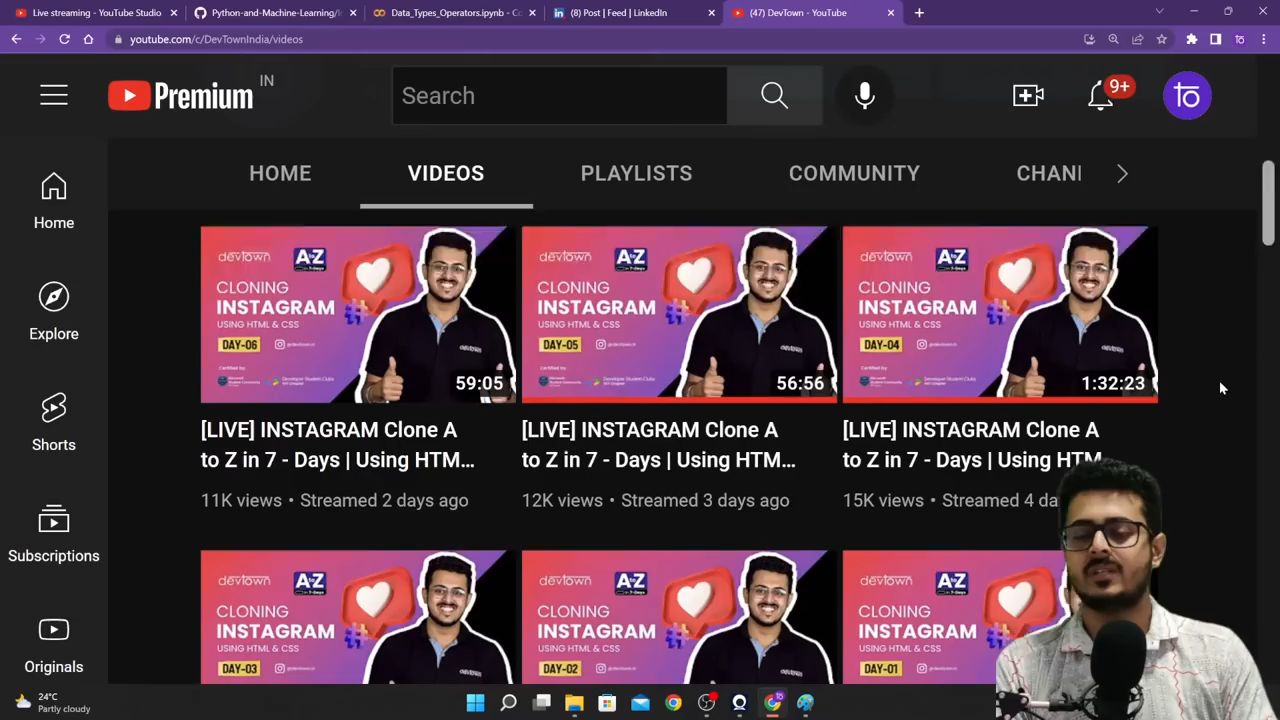 Live streaming - YouTube Studio
Python-and-Machine-Learning/
Data_Types_Operators.ipynb - Co
(8) Post | Feed | LinkedIn
(47) DevTown - YouTube
youtube.com/c/DevTownIndia/videos
Premium IN
Search
9+
to
HOME
VIDEOS
PLAYLISTS
COMMUNITY
CHAN
Home
Explore
Shorts
Subscriptions
Originals
devtown
A-Z
CLONING
INSTAGRAM
USING HTML & CSS
DAY-06
59:05
devtown
A-Z
CLONING
INSTAGRAM
USING HTML & CSS
DAY-05
56:56
devtown
A-Z
CLONING
INSTAGRAM
USING HTML & CSS
DAY-04
1:32:23
[LIVE] INSTAGRAM Clone A
to Z in 7 - Days | Using HTM...
11K views • Streamed 2 days ago
[LIVE] INSTAGRAM Clone A
to Z in 7 - Days | Using HTM...
12K views • Streamed 3 days ago
[LIVE] INSTAGRAM Clone A
to Z in 7 - Days | Using HTM
15K views • Streamed 4 da
devtown
A-Z
CLONING
INSTAGRAM
USING HTML & CSS
DAY-03
devtown
A-Z
CLONING
INSTAGRAM
USING HTML & CSS
DAY-02
devtown
A-Z
CLONING
INSTAGRAM
USING HTML & CSS
DAY-01
24°C
Partly cloudy